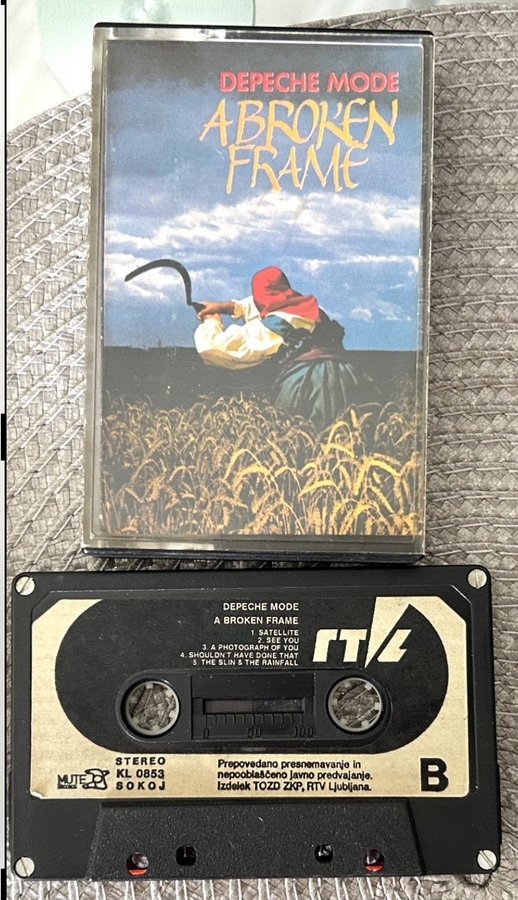 DEPECHE MODE
A BROKEN
FRAME
DEPECHE MODE
A BROKEN FRAME
1. SATELLITE
2. SEE YOU
3. A PHOTOGRAPH OF YOU
4. SHOULDN'T HAVE DONE THAT
5. THE SLIN & THE RAINFALL
RTVL
0 50 100
MUTE
STEREO
KL 0853
SOKOJ
Prepovedano presnemavanje in
nepooblaščeno javno predvajanje.
Izdelek TOZD ZKP, RTV Ljubljana.
B